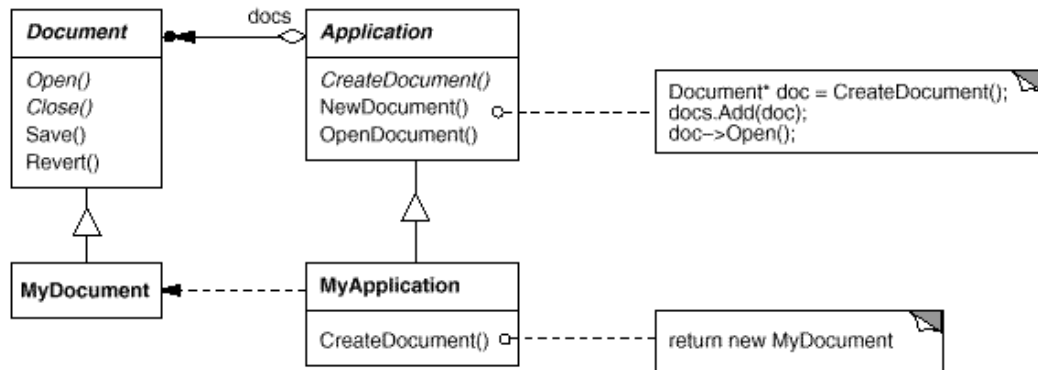 docs
Document
Application
Open()
Close()
Save()
Revert()
CreateDocument()
NewDocument()
OpenDocument()
Document* doc = CreateDocument();
docs.Add(doc);
doc->Open();
MyDocument
MyApplication
CreateDocument()
return new MyDocument